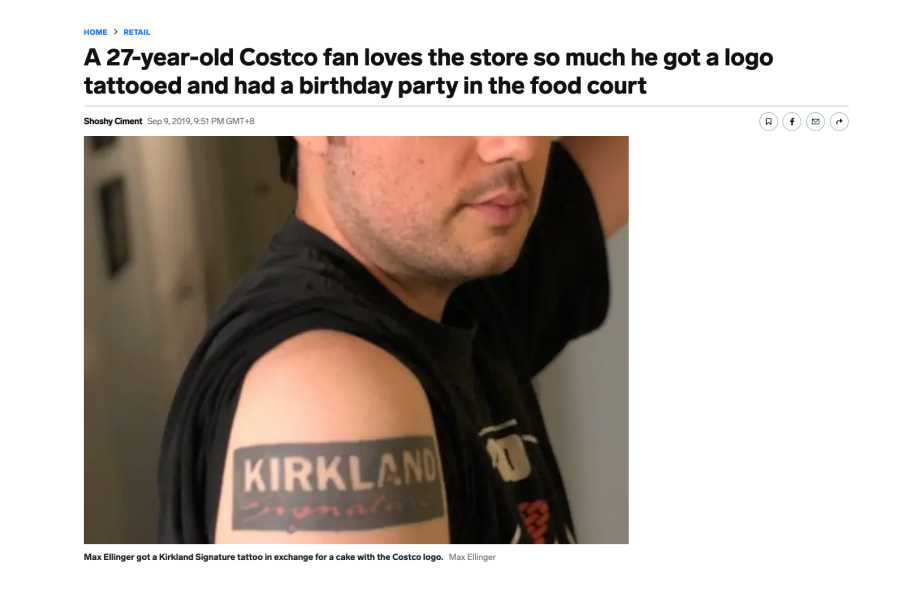 HOME > RETAIL
A 27-year-old Costco fan loves the store so much he got a logo
tattooed and had a birthday party in the food court
Shoshy Ciment Sep 9, 2019, 9:51 PM GMT+8
KIRKLAND
Signature
Max Ellinger got a Kirkland Signature tattoo in exchange for a cake with the Costco logo. Max Ellinger